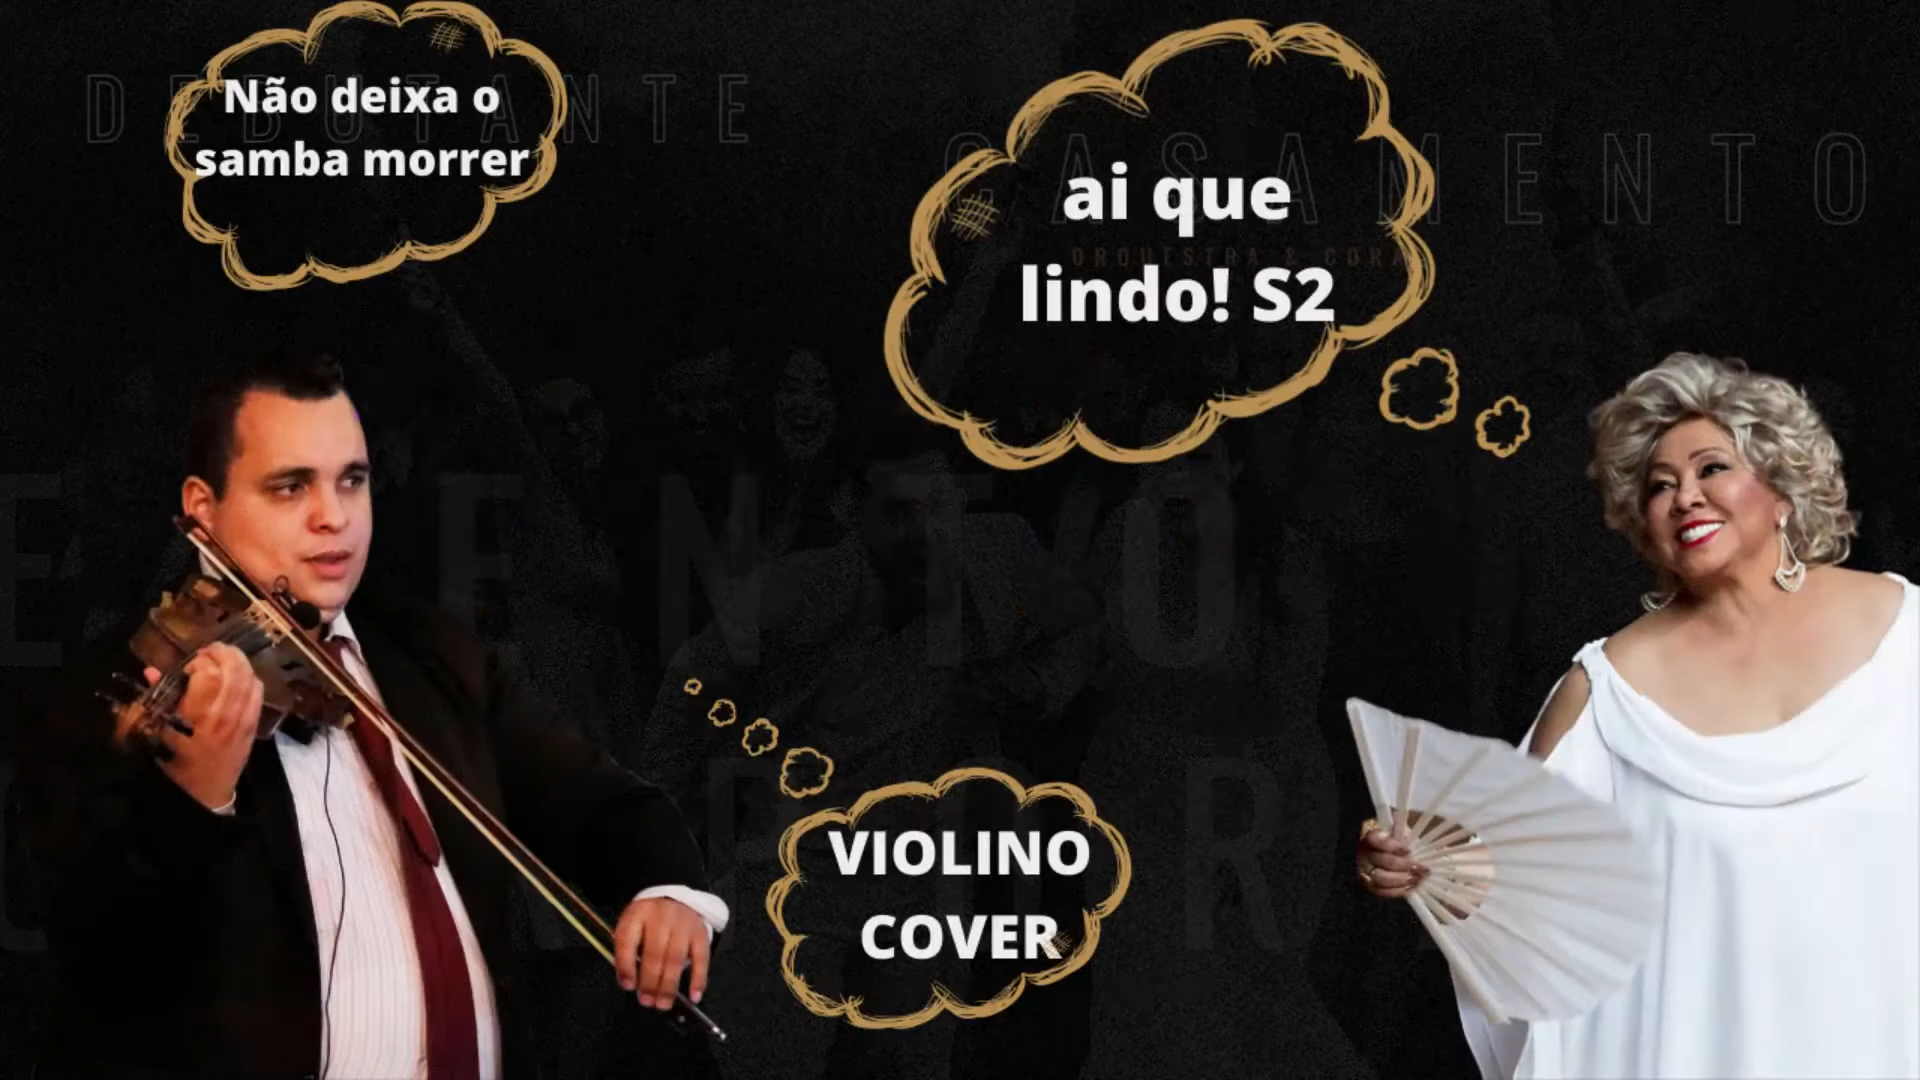 Não deixa o
samba morrer
DEBUTANTE
CASAMENTO
ai que
lindo! S2
VIOLINO
COVER